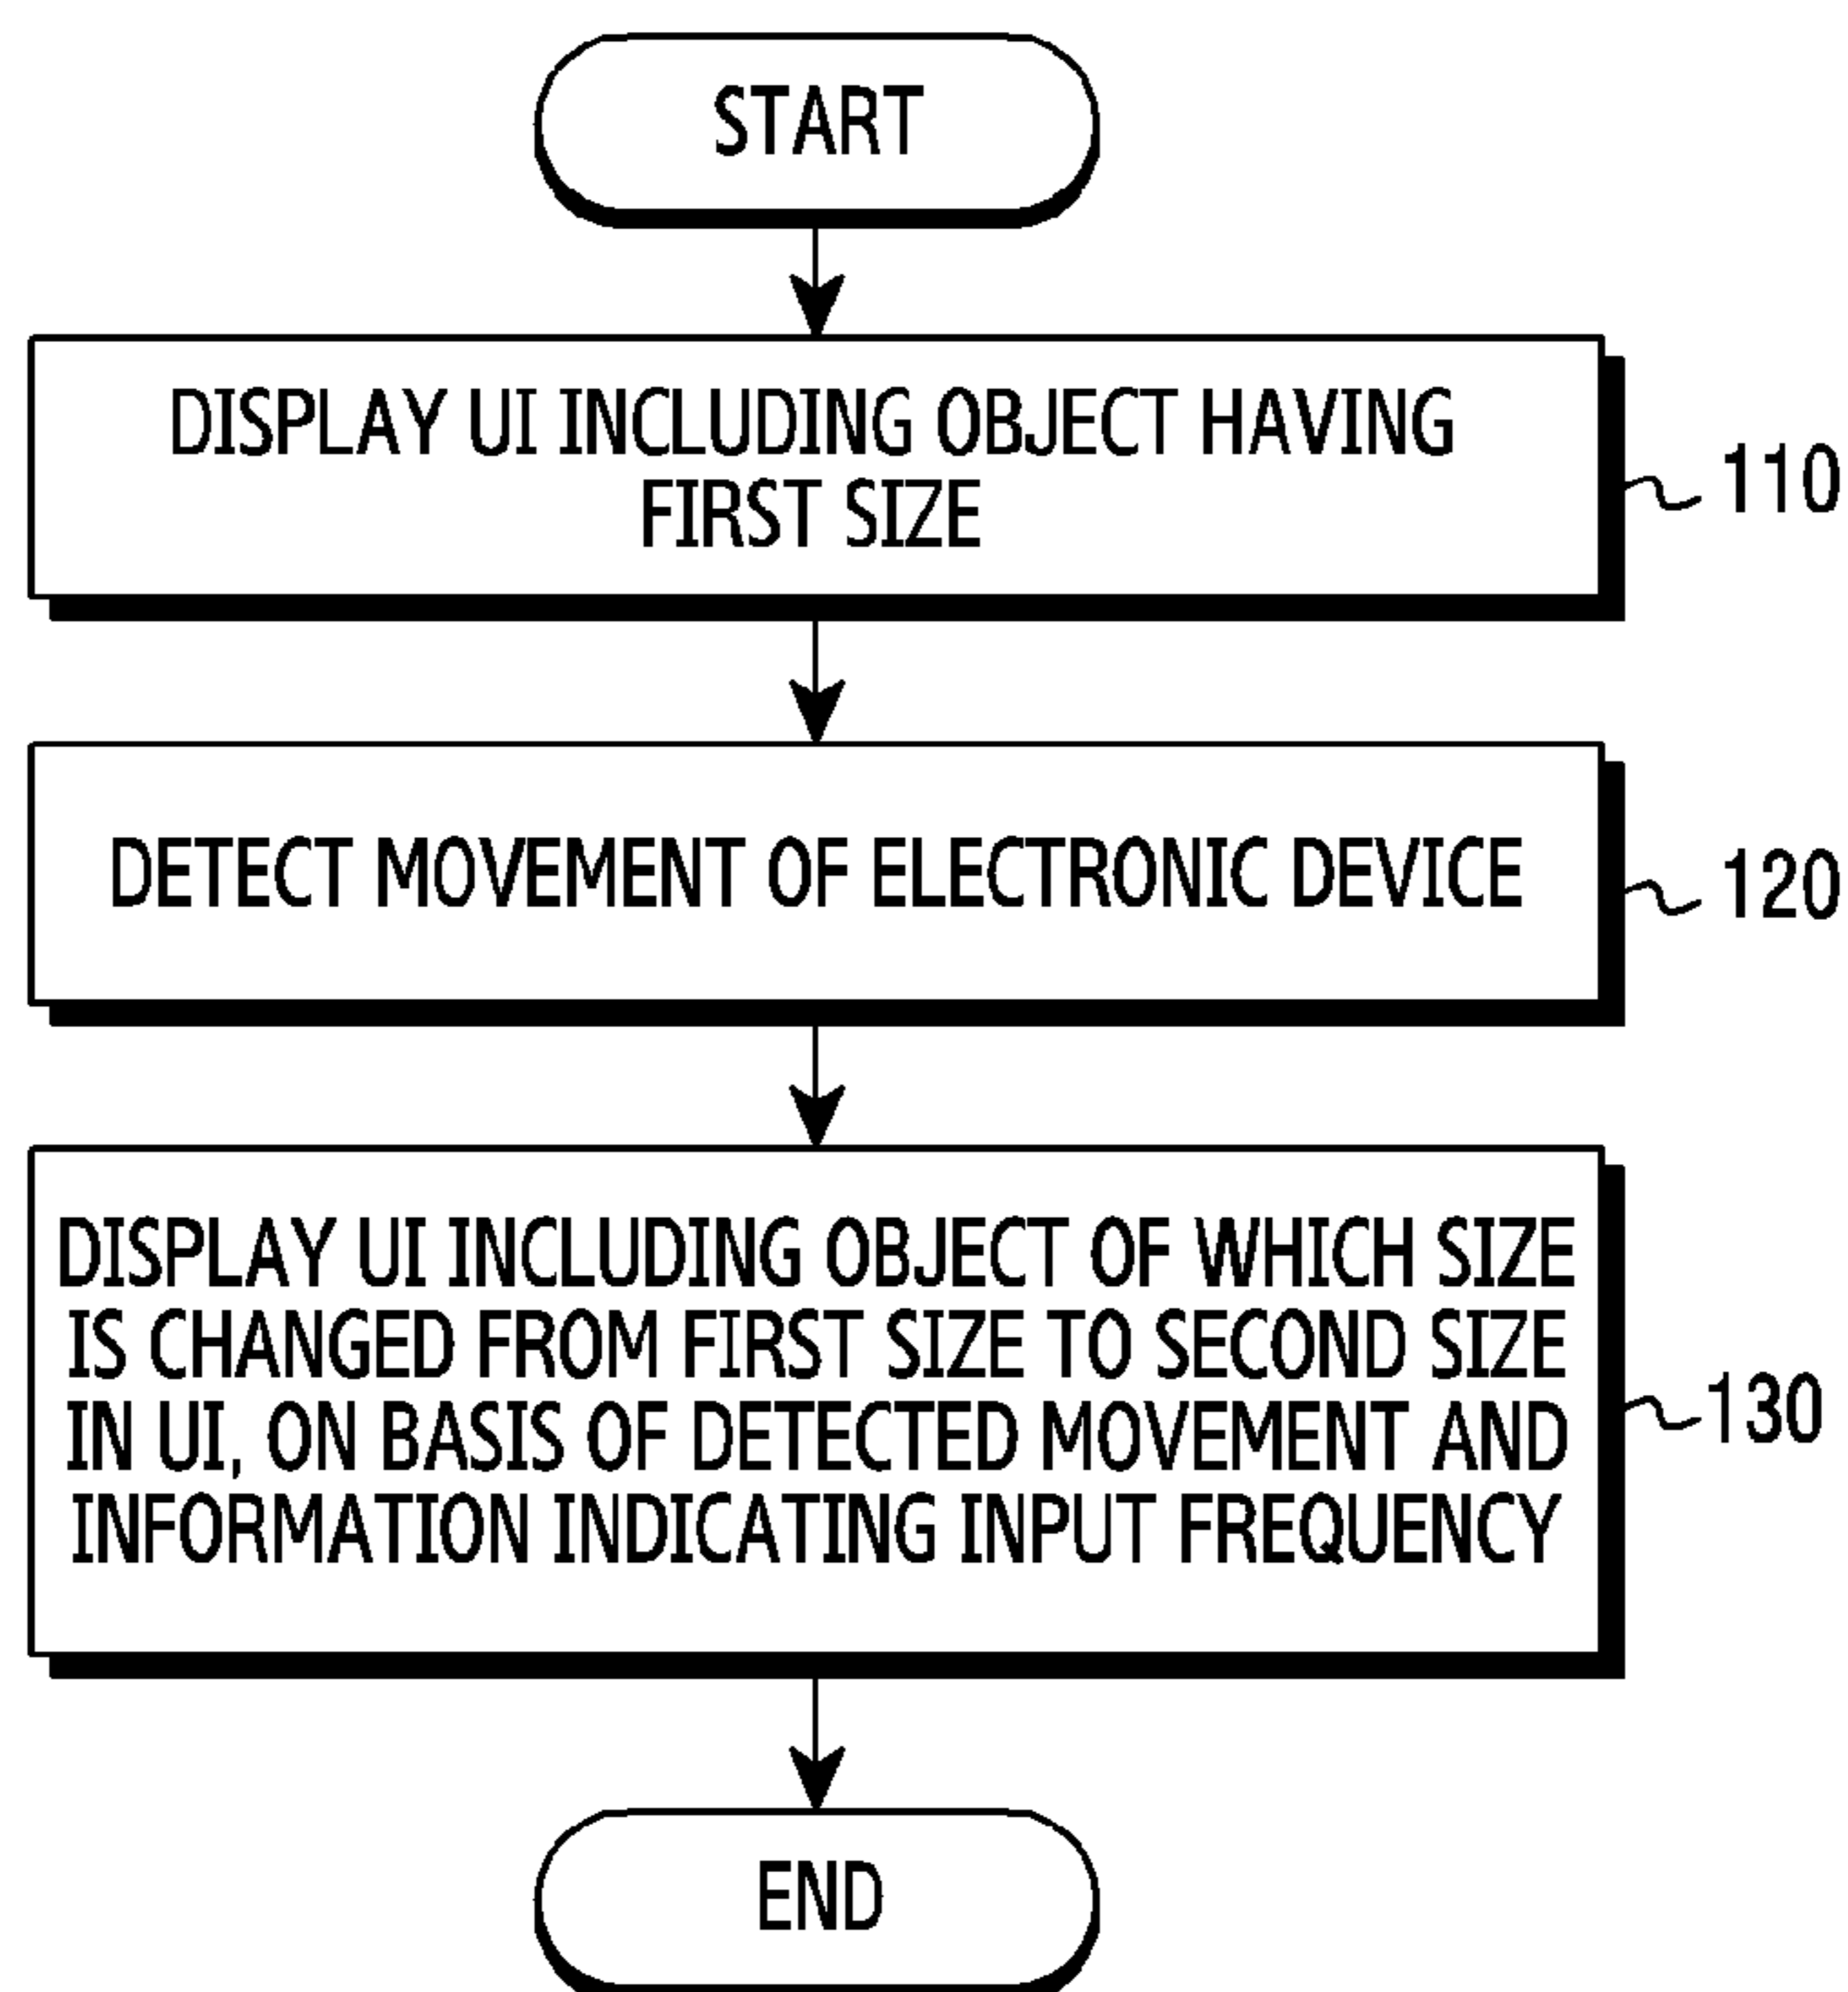 START
DISPLAY UI INCLUDING OBJECT HAVING
FIRST SIZE
110
DETECT MOVEMENT OF ELECTRONIC DEVICE
120
DISPLAY UI INCLUDING OBJECT OF WHICH SIZE
IS CHANGED FROM FIRST SIZE TO SECOND SIZE
IN UI, ON BASIS OF DETECTED MOVEMENT AND
INFORMATION INDICATING INPUT FREQUENCY
130
END